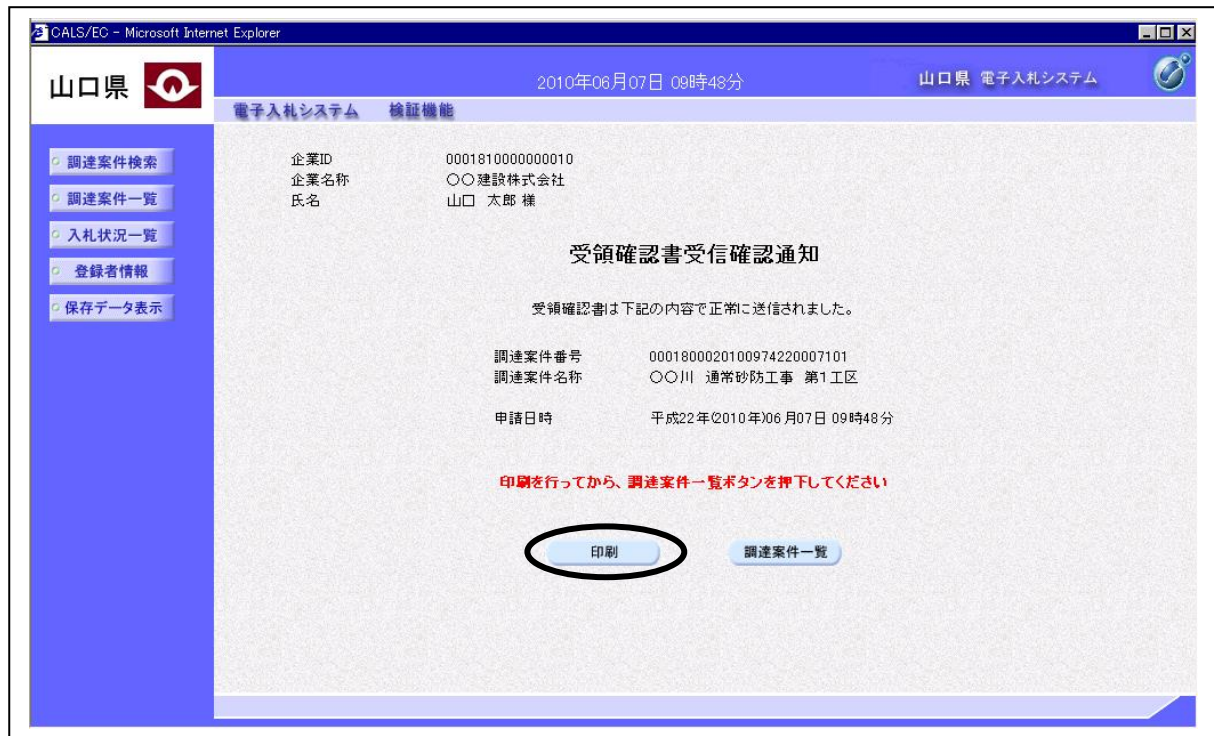 CALS/EC - Microsoft Internet Explorer
山口県
2010年06月07日 09時48分
山口県 電子入札システム
電子入札システム 検証機能
調達案件検索
調達案件一覧
入札状況一覧
登録者情報
保存データ表示
企業ID 0001810000000010
企業名称 〇〇建設株式会社
氏名 山口 太郎 様
受領確認書受信確認通知
受領確認書は下記の内容で正常に送信されました。
調達案件番号 0001800020100974220007101
調達案件名称 〇〇川 通常砂防工事 第1工区
申請日時 平成22年(2010年)06月07日 09時48分
印刷を行ってから、調達案件一覧ボタンを押下してください
印刷 調達案件一覧